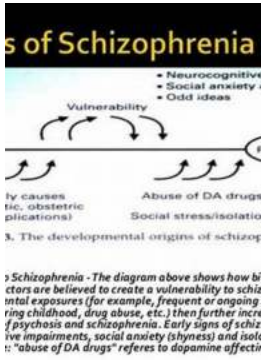 s of Schizophrenia
• Neurocognitive
• Social anxiety
• Odd ideas
Vulnerability
ly causes
tic, obstetric
plications)
Abuse of DA drugs
Social stress/isolatio
3. The developmental origins of schizop
Schizophrenia - The diagram above shows how bi
ctors are believed to create a vulnerability to schiz
ental exposures (for example, frequent or ongoing
ring childhood, drug abuse, etc.) then further incre
f psychosis and schizophrenia. Early signs of schiz
ive impairments, social anxiety (shyness) and isol
e: "abuse of DA drugs" referes to dopamine affectin